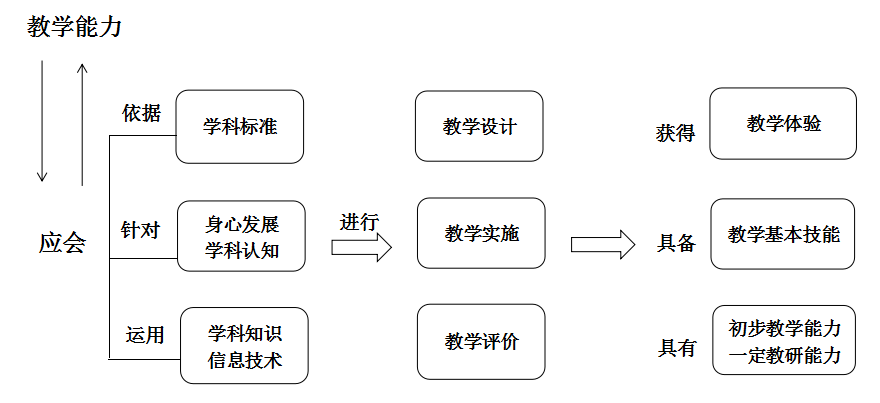 教学能力
依据
学科标准
教学设计
获得
教学体验
应会
针对
身心发展
学科认知
进行
教学实施
具备
教学基本技能
运用
学科知识
信息技术
教学评价
具有
初步教学能力
一定教研能力